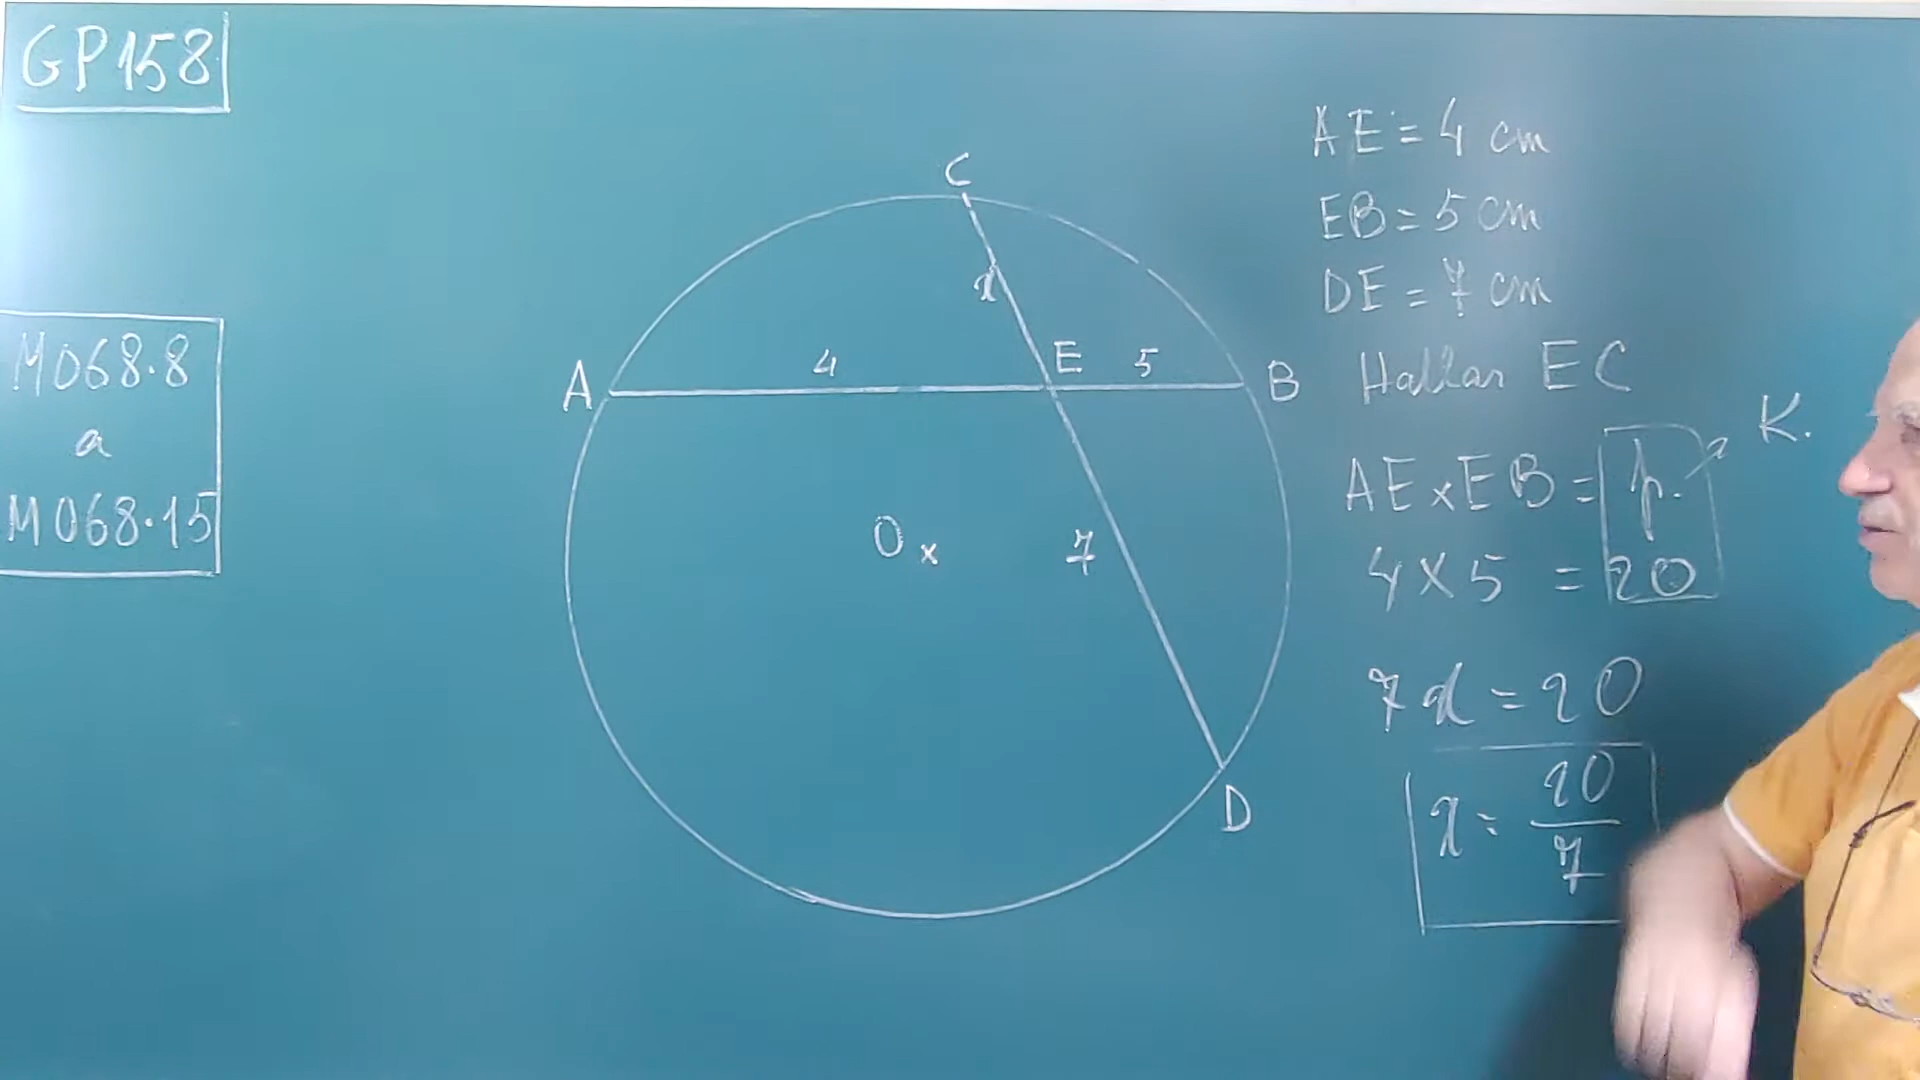 GP158
M068.8
a
M068.15
C
x
A
4
E
5
B
O x
7
D
AE = 4 cm
EB = 5 cm
DE = 7 cm
Hallar EC
AE x EB = p. K.
4 x 5 = 20
7x = 20
x = 20/7